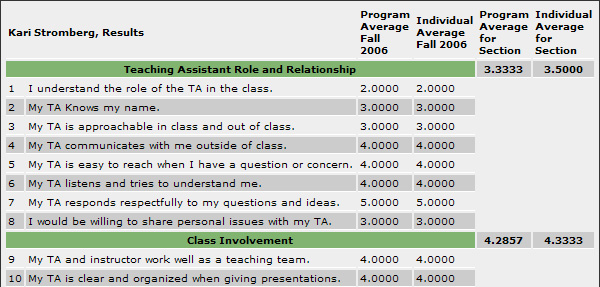 Kari Stromberg, Results Program Average Fall 2006 Individual Average Fall 2006 Program Average for Section Individual Average for Section
Teaching Assistant Role and Relationship 3.3333 3.5000
1 I understand the role of the TA in the class. 2.0000 2.0000
2 My TA Knows my name. 3.0000 3.0000
3 My TA is approachable in class and out of class. 3.0000 3.0000
4 My TA communicates with me outside of class. 4.0000 4.0000
5 My TA is easy to reach when I have a question or concern. 4.0000 4.0000
6 My TA listens and tries to understand me. 4.0000 4.0000
7 My TA responds respectfully to my questions and ideas. 5.0000 5.0000
8 I would be willing to share personal issues with my TA. 3.0000 3.0000
Class Involvement 4.2857 4.3333
9 My TA and instructor work well as a teaching team. 4.0000 4.0000
10 My TA is clear and organized when giving presentations. 4.0000 4.0000